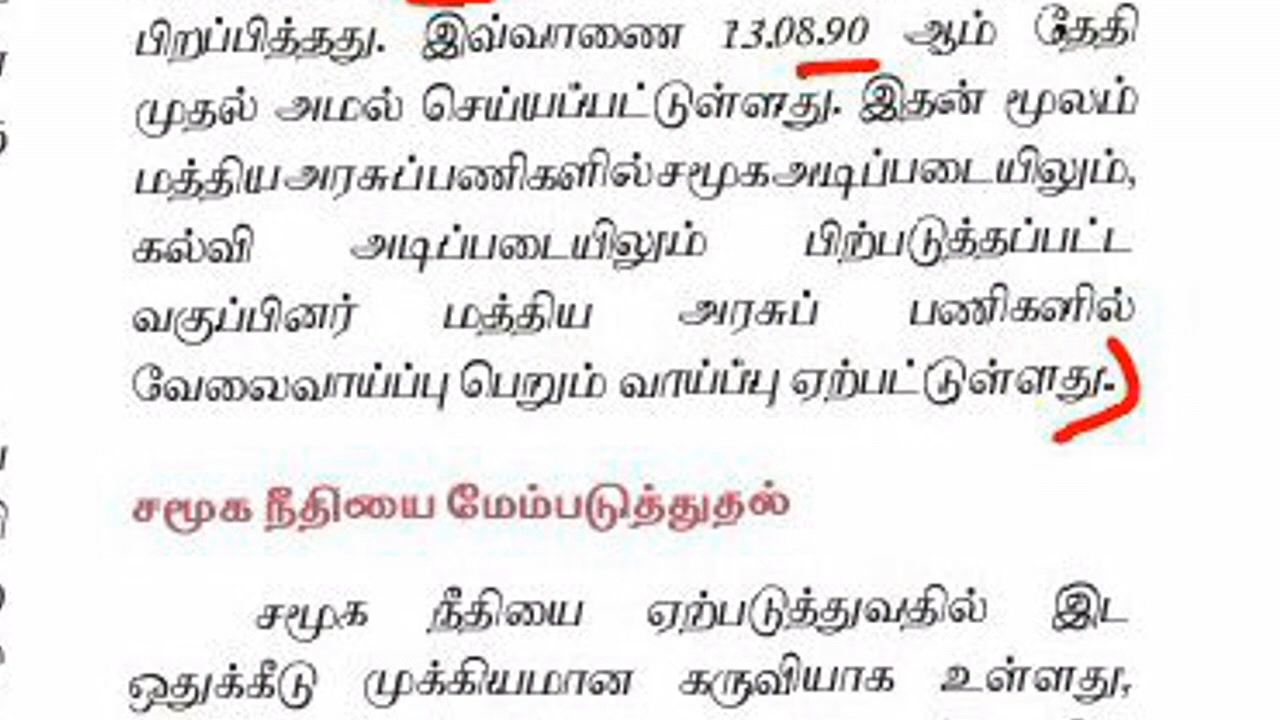 பிறப்பித்தது. இவ்வாணை 13.08.90 ஆம் தேதி
முதல் அமல் செய்யப்பட்டுள்ளது. இதன் மூலம்
மத்திய அரசுப்பணிகளில் சமூக அடிப்படையிலும்,
கல்வி அடிப்படையிலும் பிற்படுத்தப்பட்ட
வகுப்பினர் மத்திய அரசுப் பணிகளில்
வேலைவாய்ப்பு பெறும் வாய்ப்பு ஏற்பட்டுள்ளது.
சமூக நீதியை மேம்படுத்துதல்
சமூக நீதியை ஏற்படுத்துவதில் இட
ஒதுக்கீடு முக்கியமான கருவியாக உள்ளது,